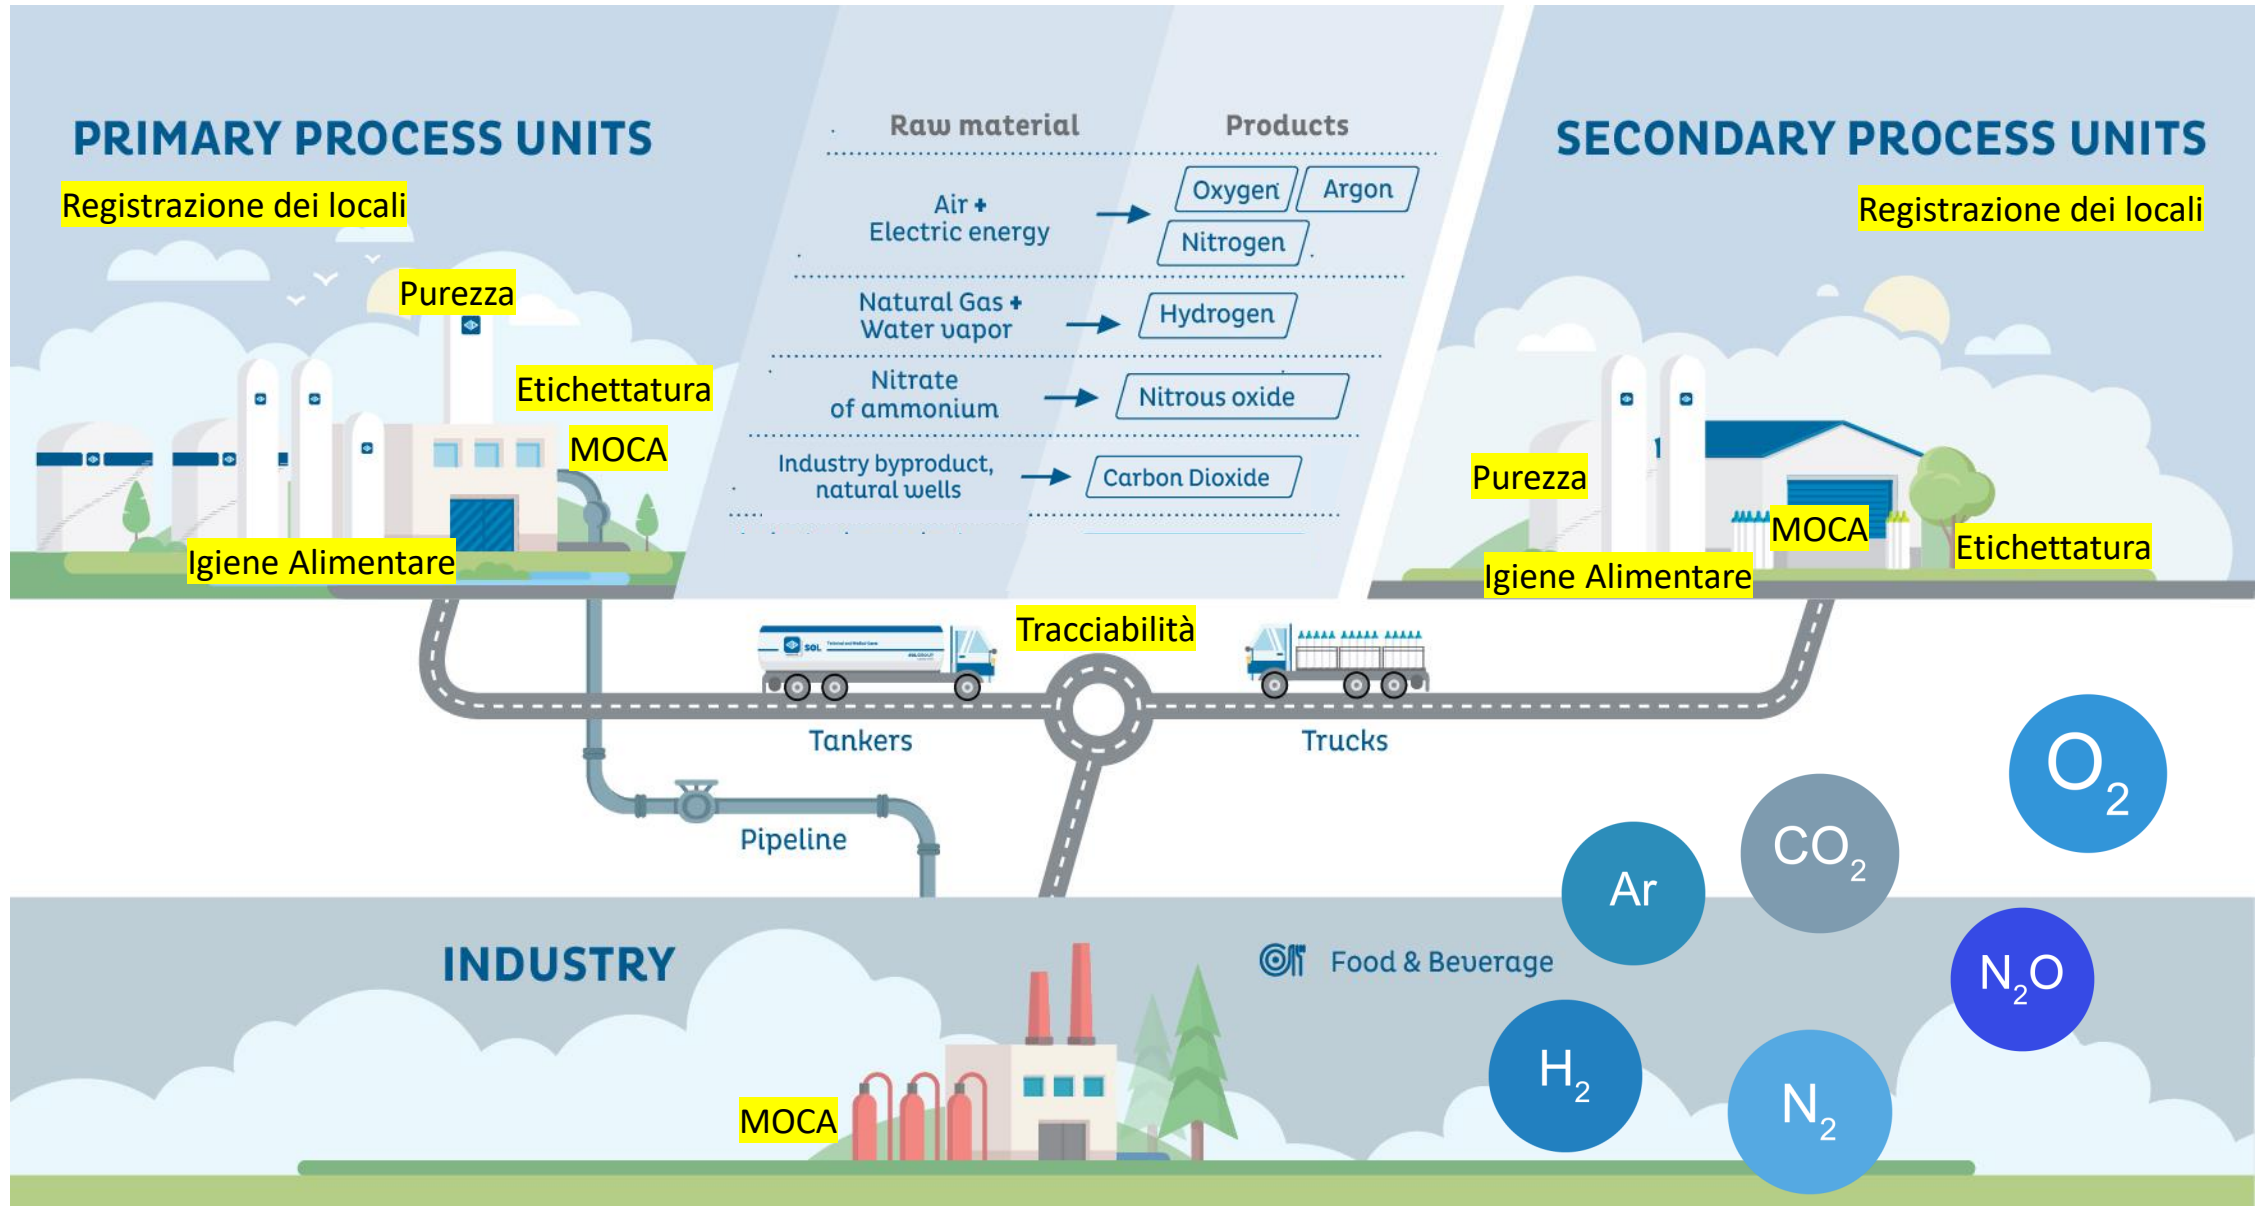 PRIMARY PROCESS UNITS
Registrazione dei locali
Purezza
Etichettatura
MOCA
Igiene Alimentare
Raw material
Products
Air +
Electric energy
Oxygen
Argon
Nitrogen
Natural Gas +
Water vapor
Hydrogen
Nitrate
of ammonium
Nitrous oxide
Industry byproduct,
natural wells
Carbon Dioxide
SECONDARY PROCESS UNITS
Registrazione dei locali
Purezza
MOCA
Etichettatura
Igiene Alimentare
Tracciabilità
SOL
Tankers
Trucks
Pipeline
O2
CO2
Ar
N2O
H2
N2
INDUSTRY
Food & Beverage
MOCA